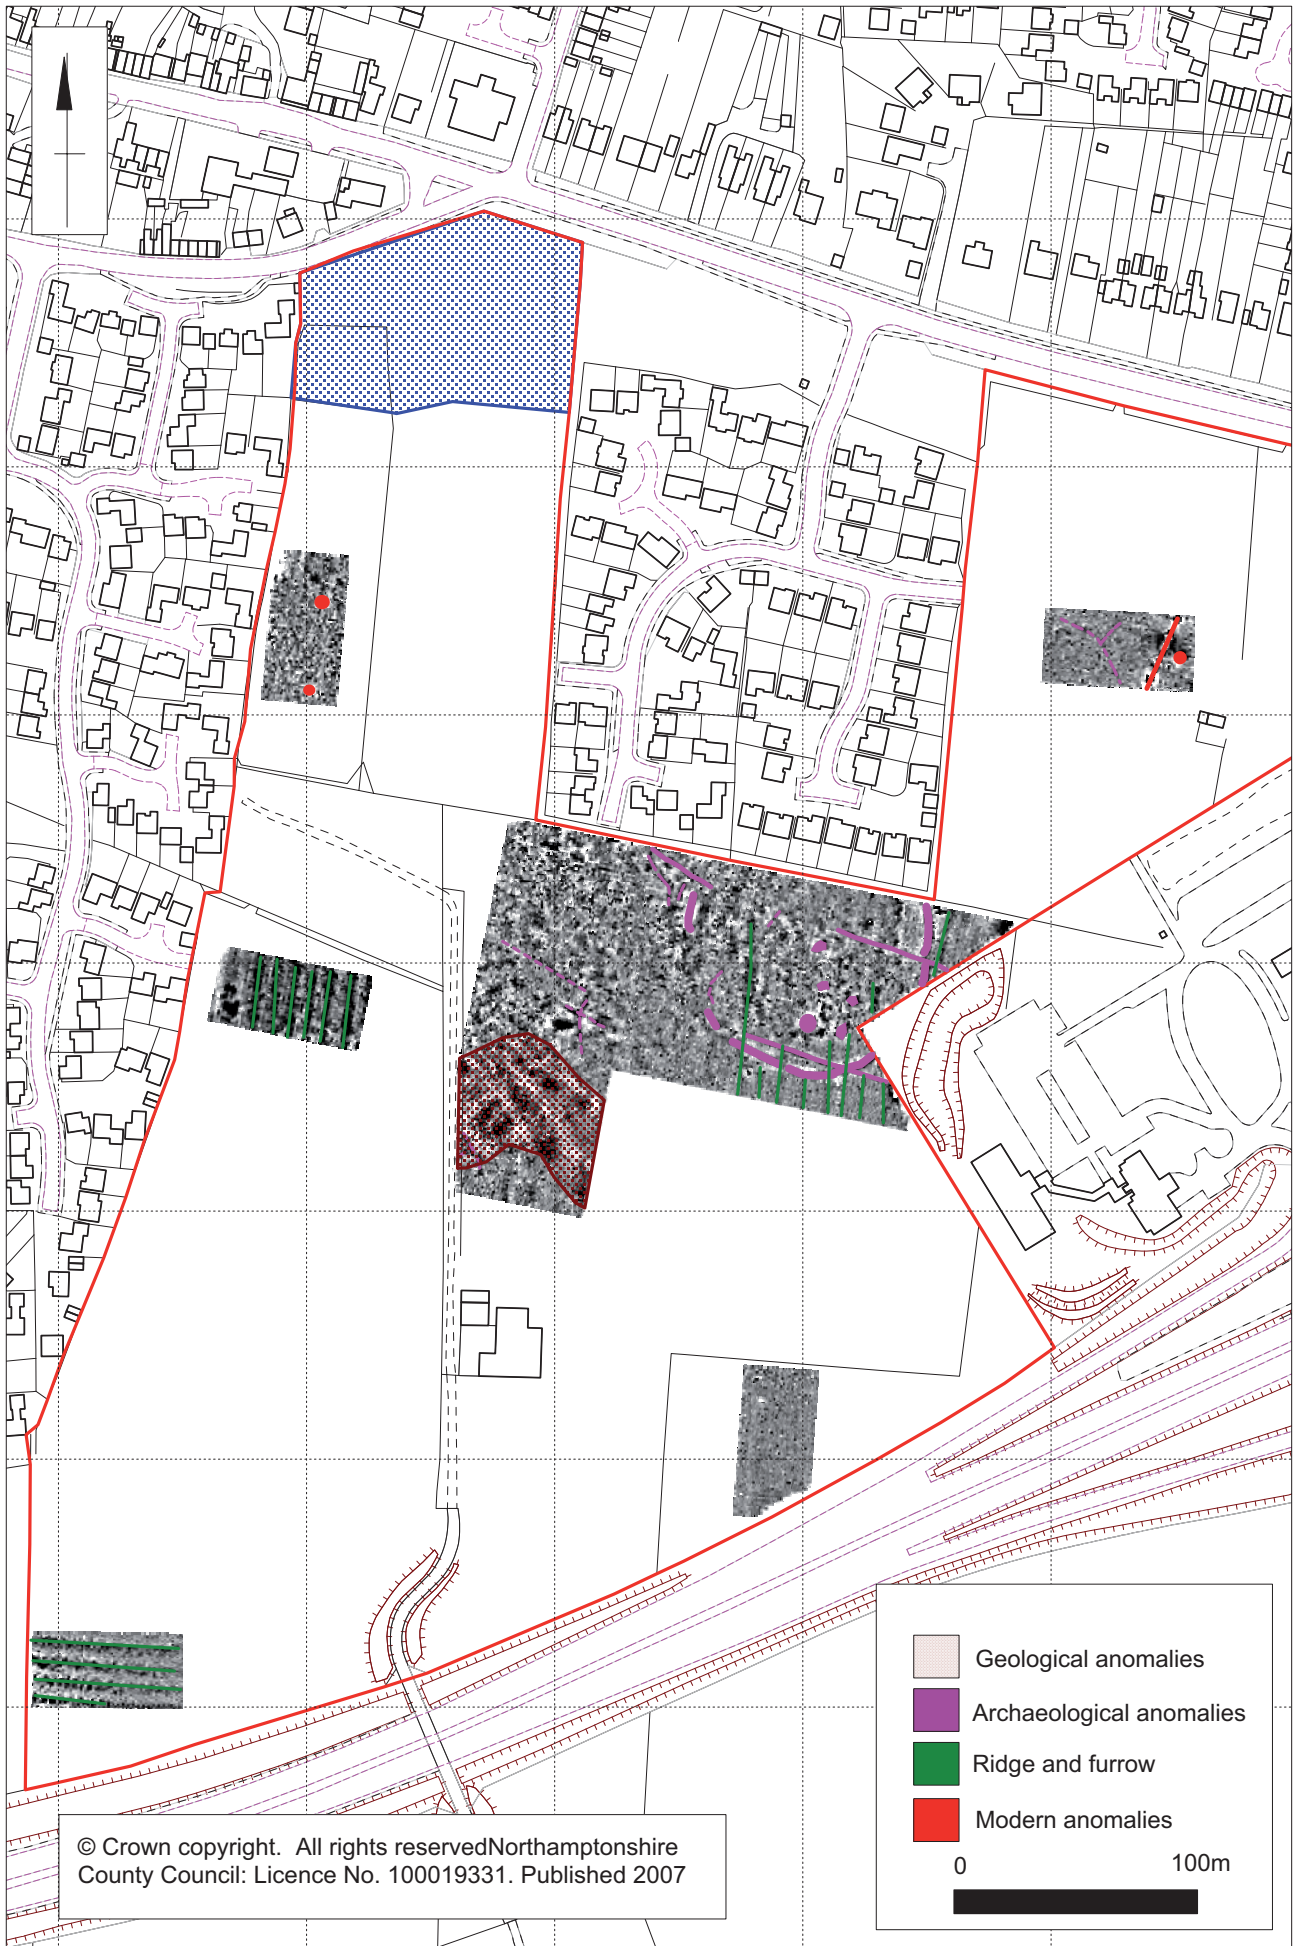 Geological anomalies
Archaeological anomalies
Ridge and furrow
Modern anomalies
0 100m
© Crown copyright. All rights reservedNorthamptonshire
County Council: Licence No. 100019331. Published 2007